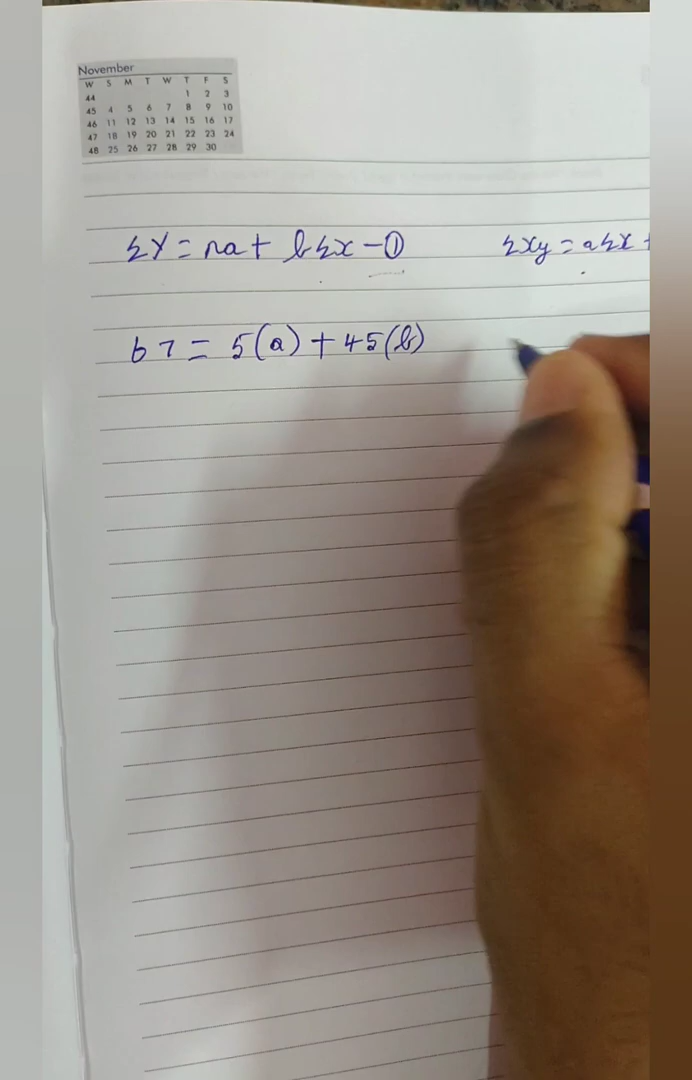 November
W S M T W T F S
44 1 2 3
45 4 5 6 7 8 9 10
46 11 12 13 14 15 16 17
47 18 19 20 21 22 23 24
48 25 26 27 28 29 30
ΣY = na + bΣx - ① Σxy = aΣx +
67 = 5(a) + 45(b)